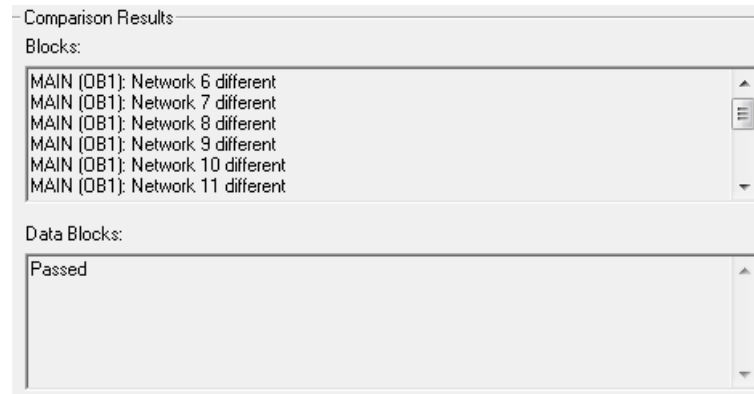 Comparison Results
Blocks:
MAIN (OB1): Network 6 different
MAIN (OB1): Network 7 different
MAIN (OB1): Network 8 different
MAIN (OB1): Network 9 different
MAIN (OB1): Network 10 different
MAIN (OB1): Network 11 different
Data Blocks:
Passed